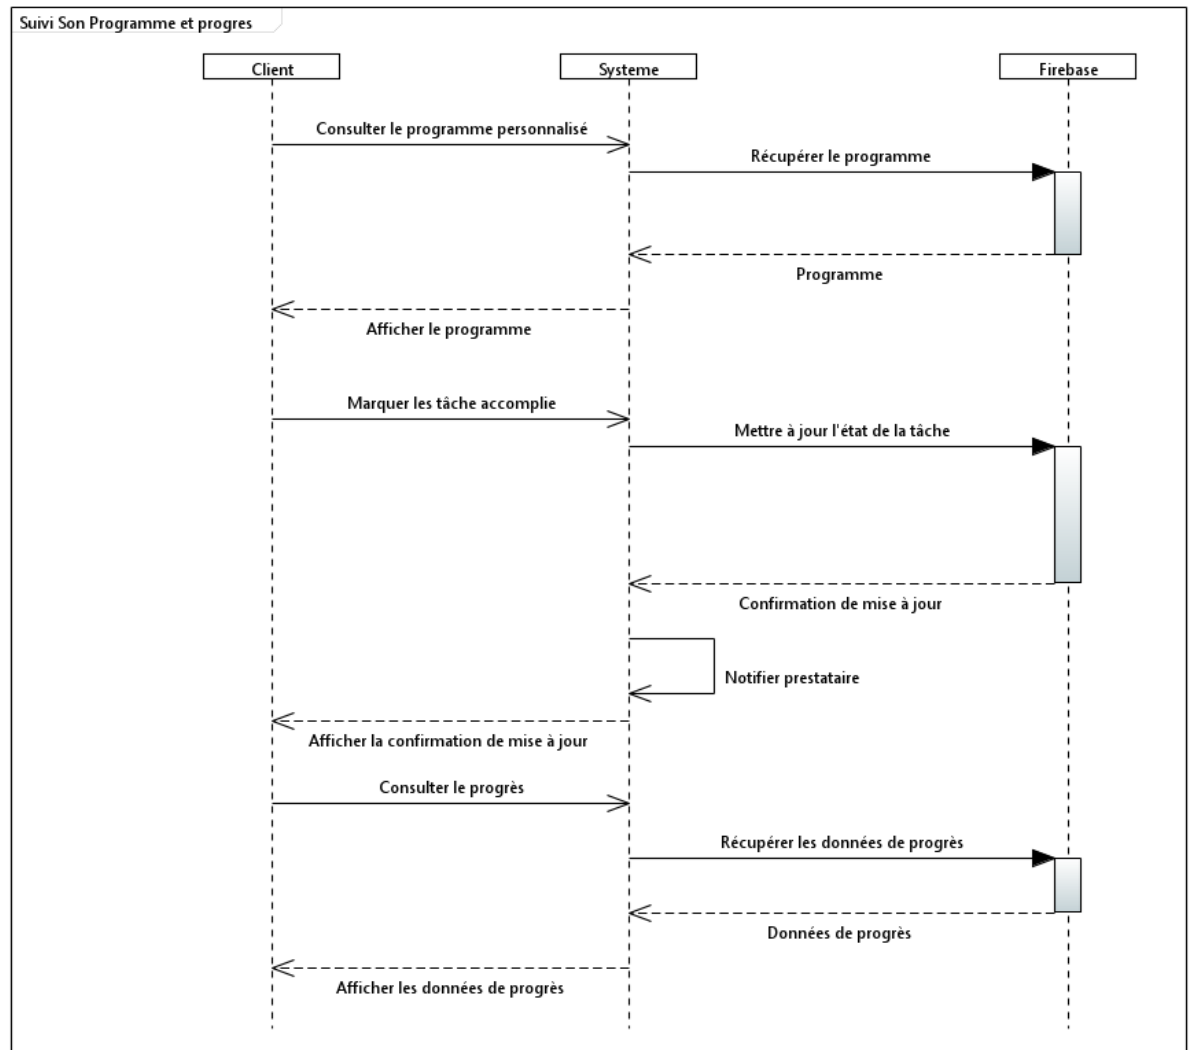 Suivi Son Programme et progres
Client
Systeme
Firebase
Consulter le programme personnalisé
Récupérer le programme
Programme
Afficher le programme
Marquer les tâche accomplie
Mettre à jour l'état de la tâche
Confirmation de mise à jour
Notifier prestataire
Afficher la confirmation de mise à jour
Consulter le progrès
Récupérer les données de progrès
Données de progrès
Afficher les données de progrès